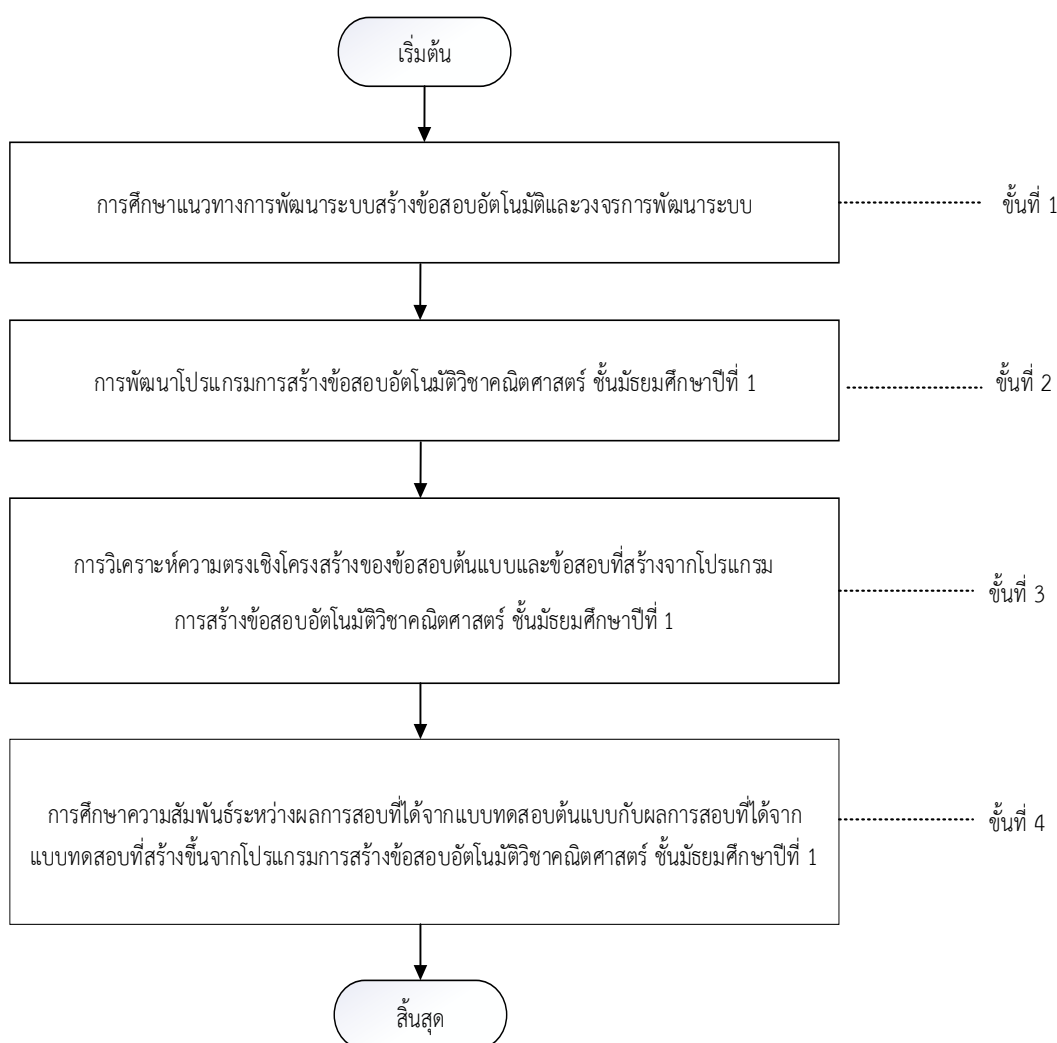 เริ่มต้น
การศึกษาแนวทางการพัฒนาระบบสร้างข้อสอบอัตโนมัติและวงจรการพัฒนาระบบ
ขั้นที่ 1
การพัฒนาโปรแกรมการสร้างข้อสอบอัตโนมัติวิชาคณิตศาสตร์ ชั้นมัธยมศึกษาปีที่ 1
ขั้นที่ 2
การวิเคราะห์ความตรงเชิงโครงสร้างของข้อสอบต้นแบบและข้อสอบที่สร้างจากโปรแกรม
การสร้างข้อสอบอัตโนมัติวิชาคณิตศาสตร์ ชั้นมัธยมศึกษาปีที่ 1
ขั้นที่ 3
การศึกษาความสัมพันธ์ระหว่างผลการสอบที่ได้จากแบบทดสอบต้นแบบกับผลการสอบที่ได้จาก
แบบทดสอบที่สร้างขึ้นจากโปรแกรมการสร้างข้อสอบอัตโนมัติวิชาคณิตศาสตร์ ชั้นมัธยมศึกษาปีที่ 1
ขั้นที่ 4
สิ้นสุด